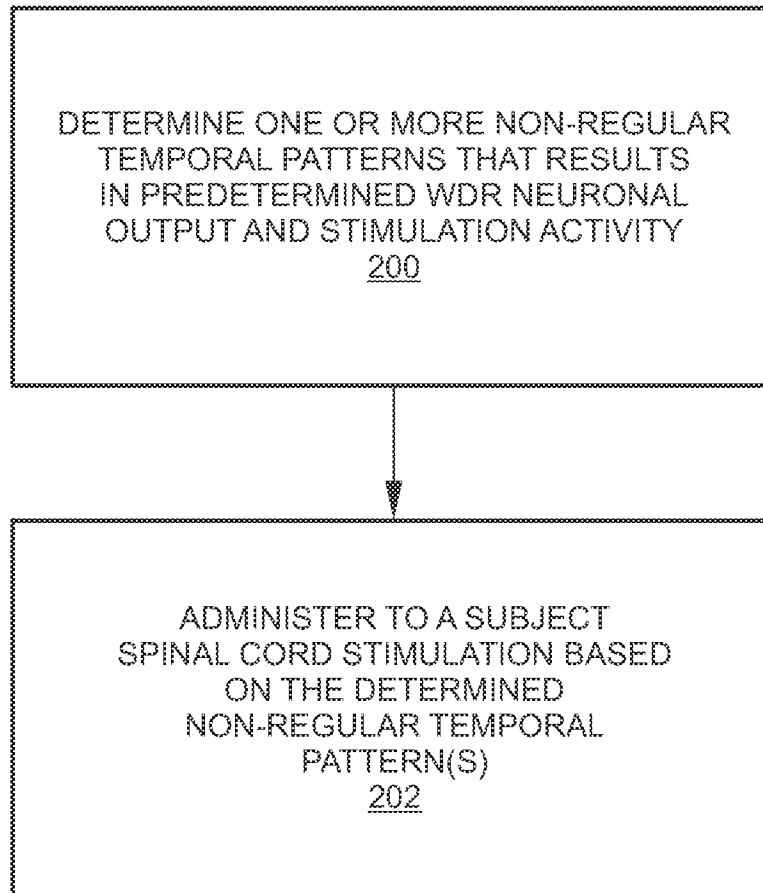 DETERMINE ONE OR MORE NON-REGULAR
TEMPORAL PATTERNS THAT RESULTS
IN PREDETERMINED WDR NEURONAL
OUTPUT AND STIMULATION ACTIVITY
200
ADMINISTER TO A SUBJECT
SPINAL CORD STIMULATION BASED
ON THE DETERMINED
NON-REGULAR TEMPORAL
PATTERN(S)
202